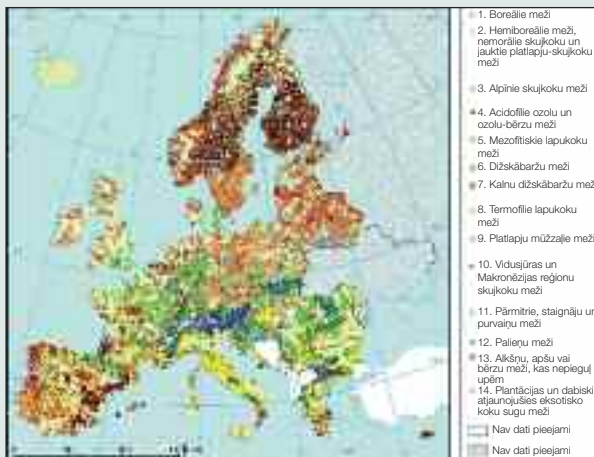 1. Boreālie meži
2. Hemiboreālie meži,
nemorālie skujkoku un
jauktie platlapju-skujkoku
meži
3. Alpīnie skujkoku meži
4. Acidofīlie ozolu un
ozolu-bērzu meži
5. Mezofītiskie lapukoku
meži
6. Dižskābaržu meži
7. Kalnu dižskābaržu mež
8. Termofīlie lapukoku
meži
9. Platlapju mūžzaļie meži
10. Vidusjūras un
Makronēzijas reģionu
skujkoku meži
11. Pārmitrie, staignāju un
purvaiņu meži
12. Palieņu meži
13. Alkšņu, apšu vai
bērzu meži, kas nepieguļ
upēm
14. Plantācijas un dabiski
atjaunojušies eksotisko
koku sugu meži
Nav dati pieejami
Nav dati pieejami